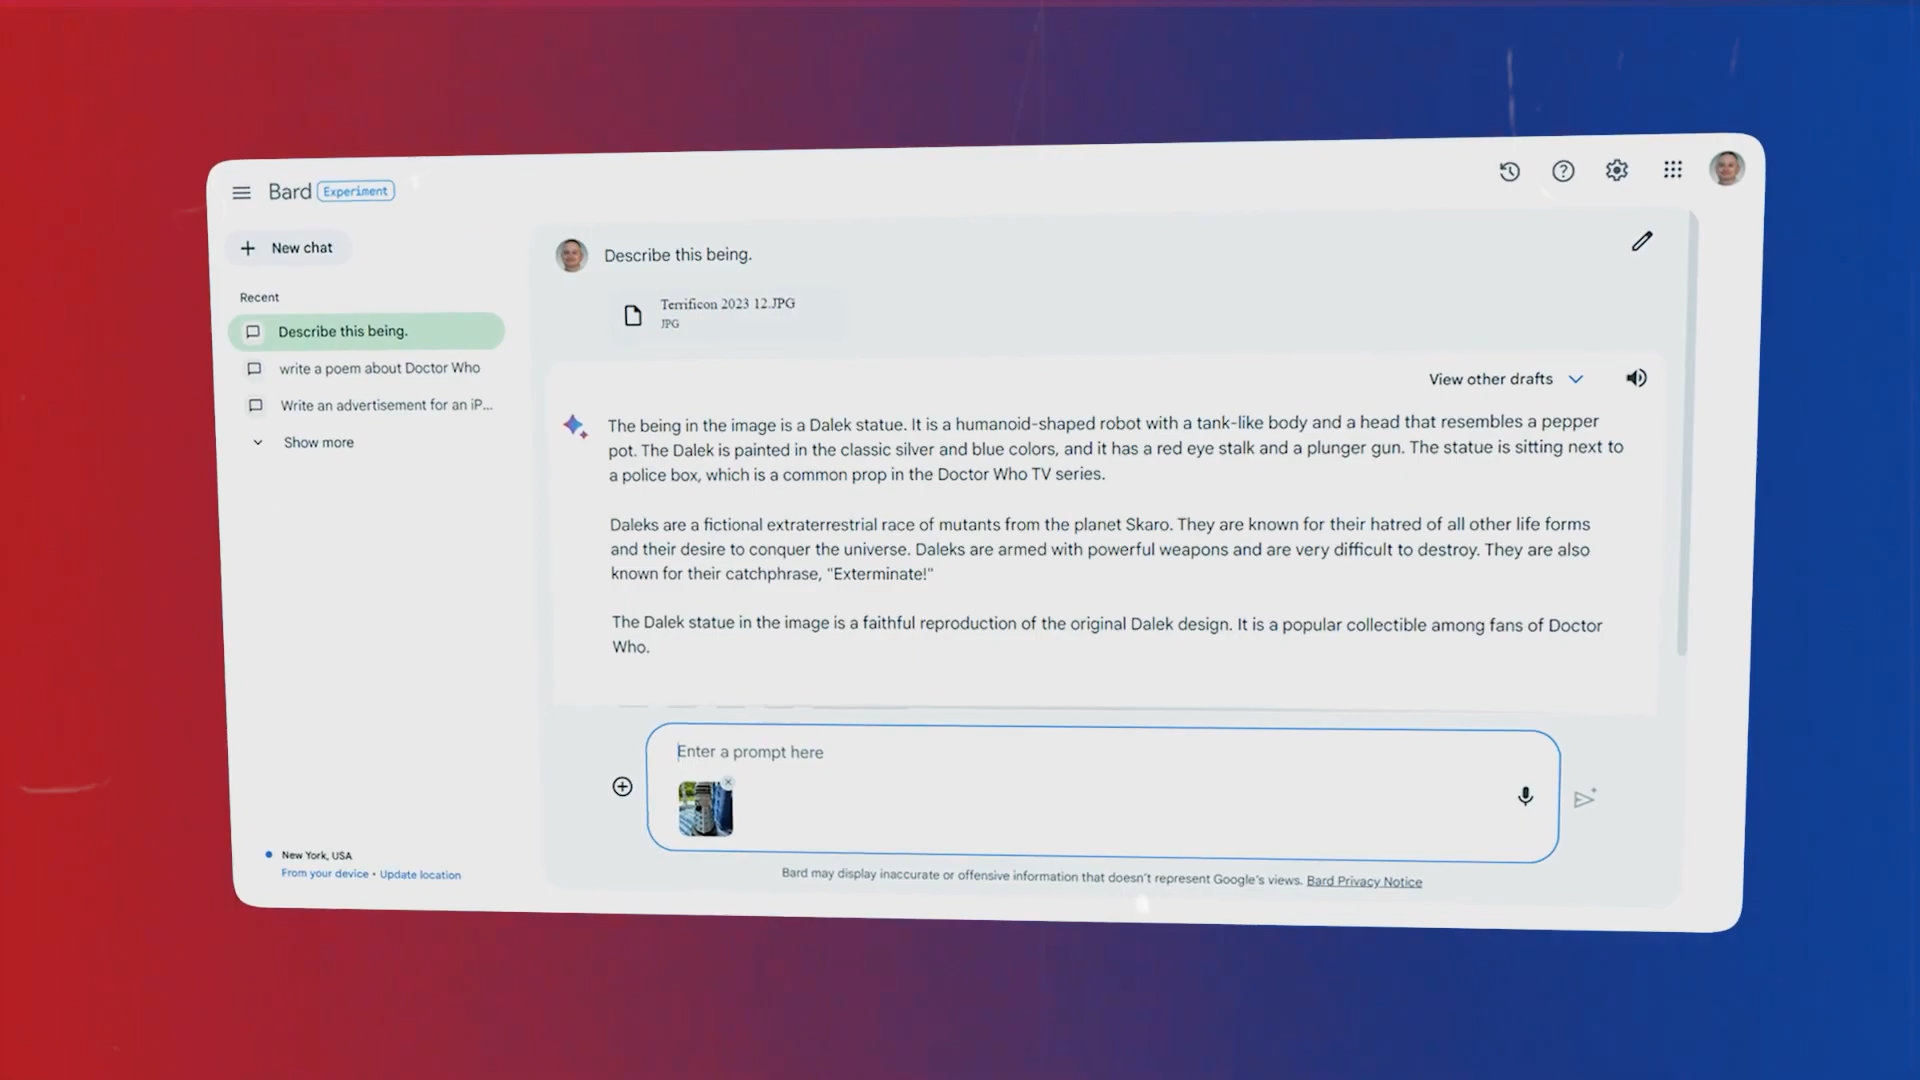 Bard Experiment
New chat
Recent
Describe this being.
write a poem about Doctor Who
Write an advertisement for an iP...
Show more
New York, USA
From your device • Update location
Describe this being.
Terrificon 2023 12.JPG
JPG
View other drafts
The being in the image is a Dalek statue. It is a humanoid-shaped robot with a tank-like body and a head that resembles a pepper
pot. The Dalek is painted in the classic silver and blue colors, and it has a red eye stalk and a plunger gun. The statue is sitting next to
a police box, which is a common prop in the Doctor Who TV series.
Daleks are a fictional extraterrestrial race of mutants from the planet Skaro. They are known for their hatred of all other life forms
and their desire to conquer the universe. Daleks are armed with powerful weapons and are very difficult to destroy. They are also
known for their catchphrase, "Exterminate!"
The Dalek statue in the image is a faithful reproduction of the original Dalek design. It is a popular collectible among fans of Doctor
Who.
Enter a prompt here
Bard may display inaccurate or offensive information that doesn't represent Google's views. Bard Privacy Notice